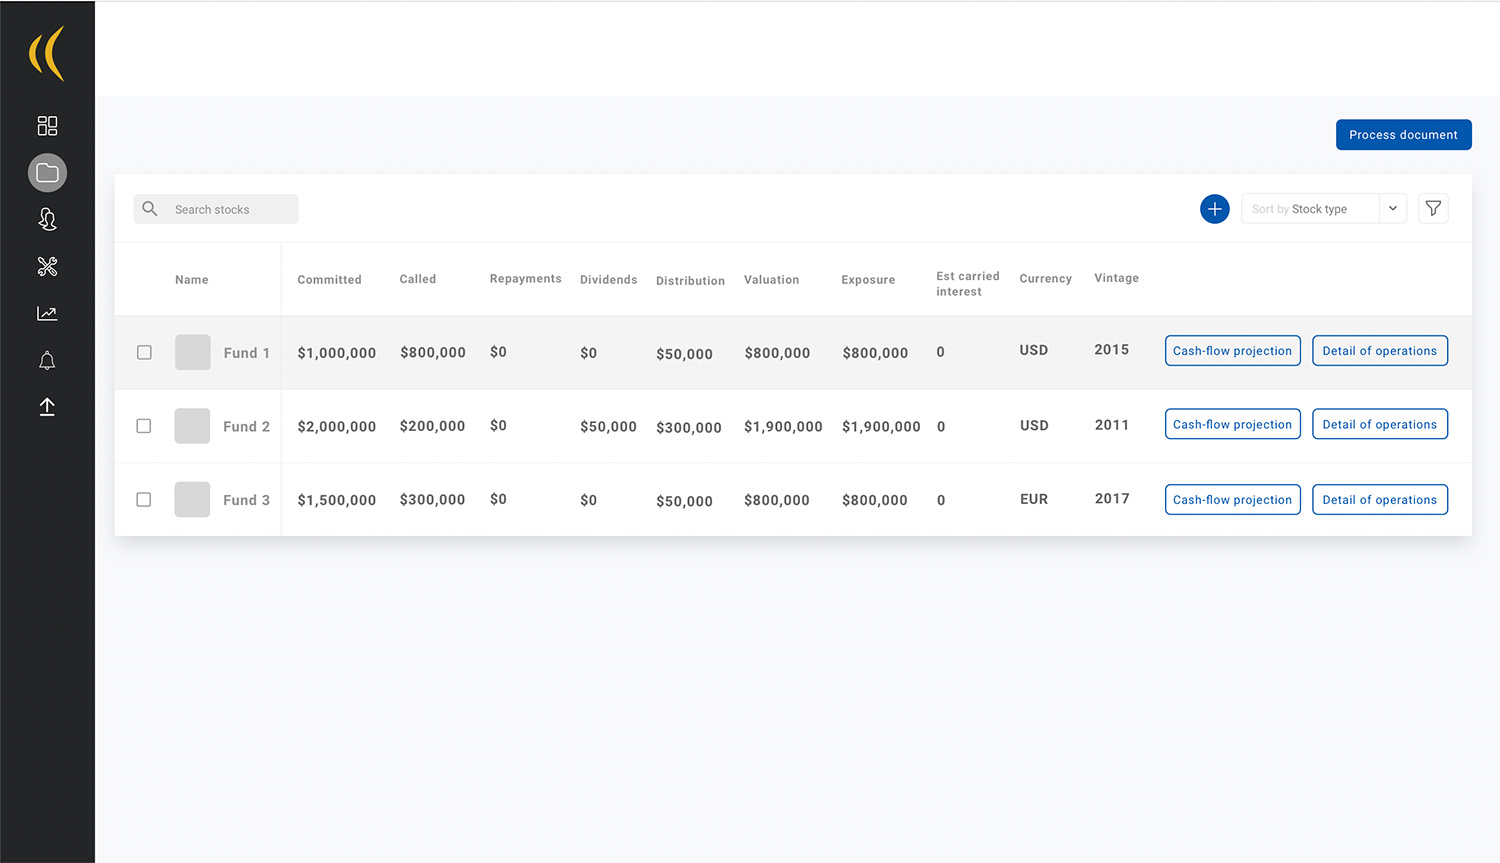 Process document
Search stocks
Sort by Stock type
Name Committed Called Repayments Dividends Distribution Valuation Exposure Est carried interest Currency Vintage
Fund 1 $1,000,000 $800,000 $0 $0 $50,000 $800,000 $800,000 0 USD 2015 Cash-flow projection Detail of operations
Fund 2 $2,000,000 $200,000 $0 $50,000 $300,000 $1,900,000 $1,900,000 0 USD 2011 Cash-flow projection Detail of operations
Fund 3 $1,500,000 $300,000 $0 $0 $50,000 $800,000 $800,000 0 EUR 2017 Cash-flow projection Detail of operations